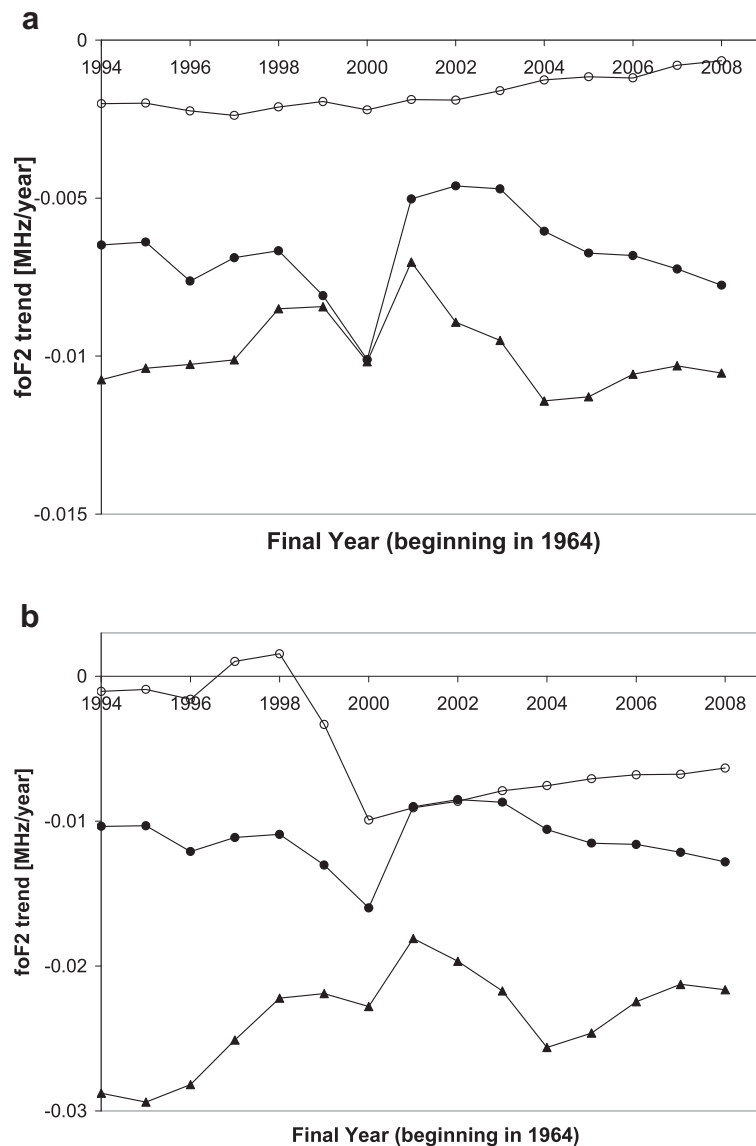 a
0
1994 1996 1998 2000 2002 2004 2006 2008
-0.005
-0.01
-0.015
foF2 trend [MHz/year]
Final Year (beginning in 1964)
b
0
1994 1996 1998 2000 2002 2004 2006 2008
-0.01
-0.02
-0.03
foF2 trend [MHz/year]
Final Year (beginning in 1964)